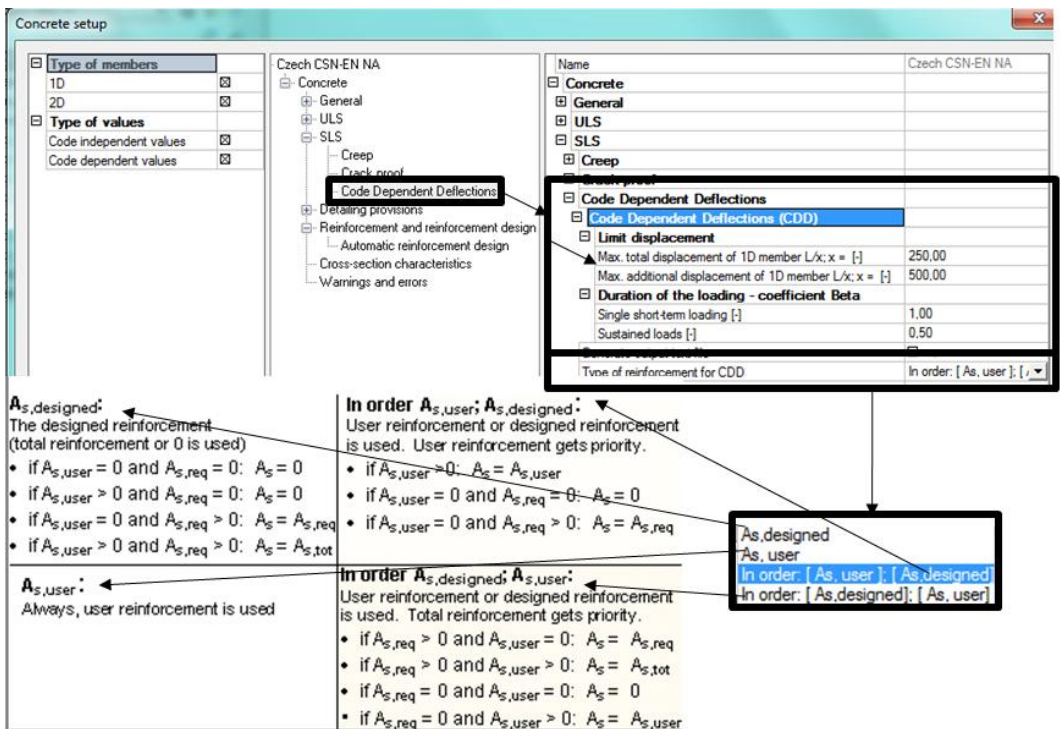 Concrete setup
x
Type of members
1D
2D
Type of values
Code independent values
Code dependent values
Czech CSN-EN NA
Concrete
General
ULS
SLS
Creep
Crack proof
Code Dependent Deflections
Detailing provisions
Reinforcement and reinforcement design
Automatic reinforcement design
Cross-section characteristics
Warnings and errors
Name Czech CSN-EN NA
Concrete
General
ULS
SLS
Creep
Crack proof
Code Dependent Deflections
Code Dependent Deflections (CDD)
Limit displacement
Max. total displacement of 1D member L/x; x = [-] 250,00
Max. additional displacement of 1D member L/x; x = [-] 500,00
Duration of the loading - coefficient Beta
Single short-term loading [-] 1,00
Sustained loads [-] 0,50
Generate output text file
Type of reinforcement for CDD In order: [ As, user ]; [ A
As,designed:
The designed reinforcement
(total reinforcement or 0 is used)
• if As,user = 0 and As,req = 0: As = 0
• if As,user > 0 and As,req = 0: As = 0
• if As,user = 0 and As,req > 0: As = As,req
• if As,user > 0 and As,req > 0: As = As,tot
In order As,user; As,designed:
User reinforcement or designed reinforcement
is used. User reinforcement gets priority.
• if As,user >0: As = As,user
• if As,user = 0 and As,req = 0: As = 0
• if As,user = 0 and As,req > 0: As = As,req
As,user:
Always, user reinforcement is used
In order As,designed; As,user:
User reinforcement or designed reinforcement
is used. Total reinforcement gets priority.
• if As,req > 0 and As,user = 0: As = As,req
• if As,req > 0 and As,user > 0: As = As,tot
• if As,req = 0 and As,user = 0: As = 0
▪ if As,req = 0 and As,user > 0: As = As,user
As,designed
As, user
In order: [ As, user ]; [ As,designed]
In order: [ As,designed]; [ As, user]